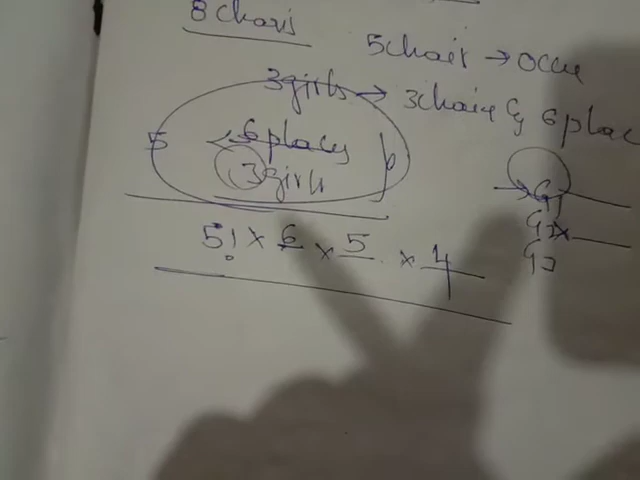 8 Chairs
5 chair → Occu
3 girls → 3 chair 6 plac
5 < 6 places
3 girls
G1
5! × 6 × 5 × 4
G2 ×
G3